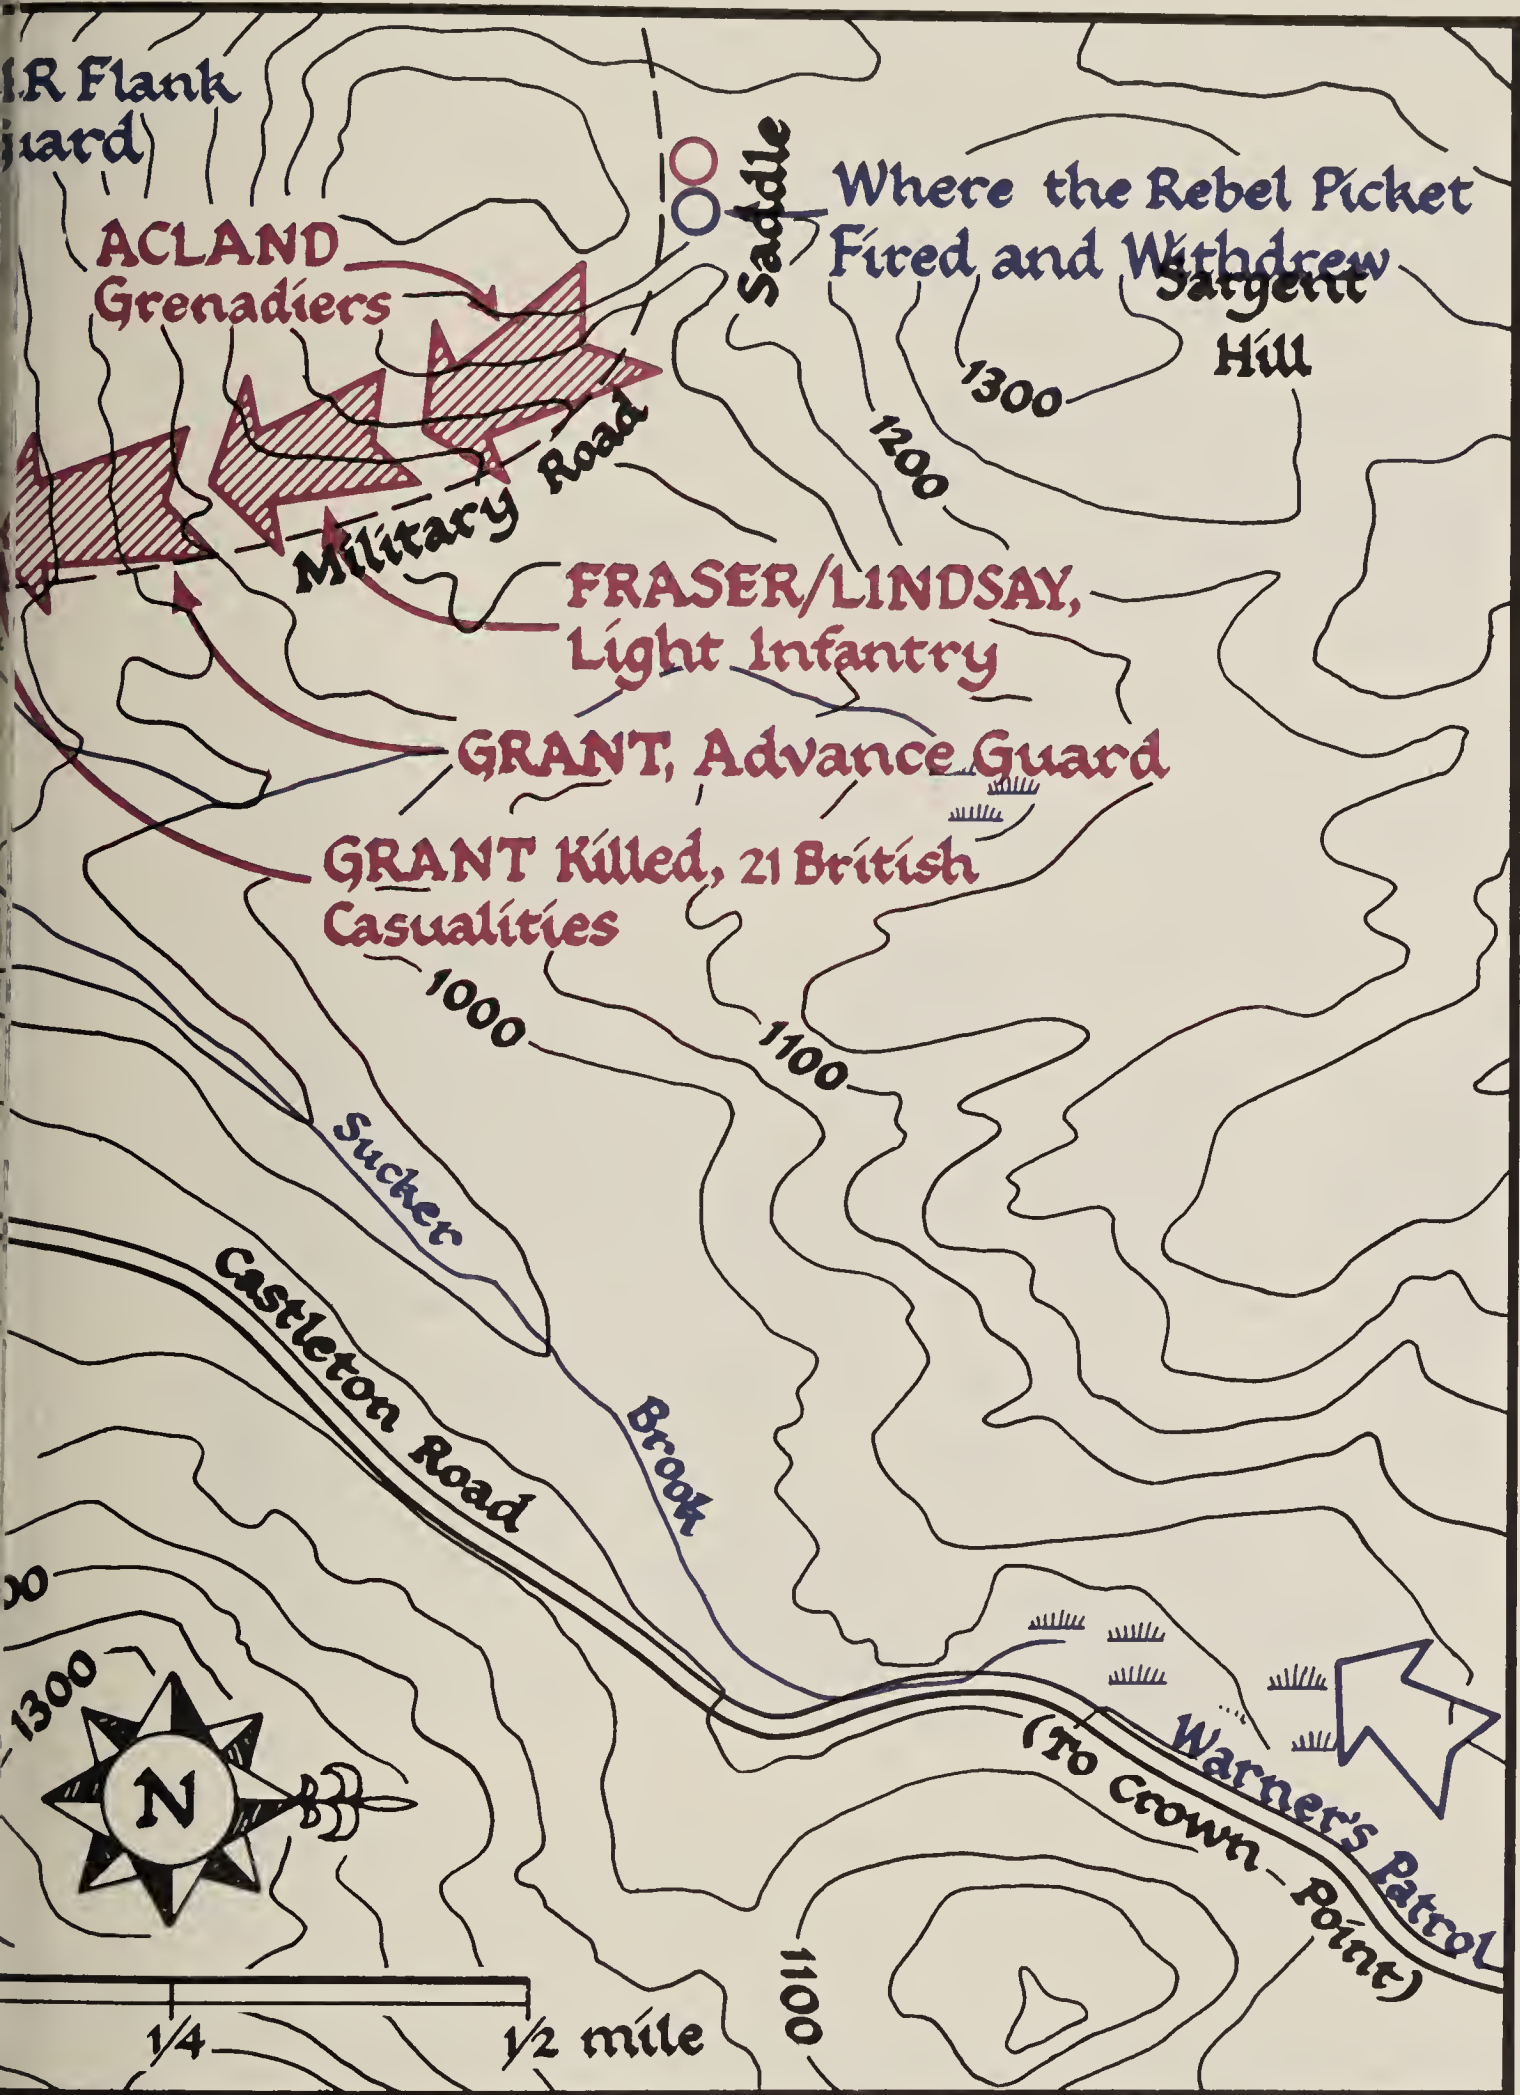 R Flank
Saddle
Where the Rebel Picket
Fired and Withdrew
Sargent
Hill
ACLAND
Grenadiers
1300
1200
Military Road
FRASER/LINDSAY,
Light Infantry
GRANT, Advance Guard
GRANT Killed, 21 British
Casualities
1000
1100
Sucker
Brook
Castleton Road
1300
N
Warner's Patrol
(To Crown Point)
1100
1/4
1/2 mile